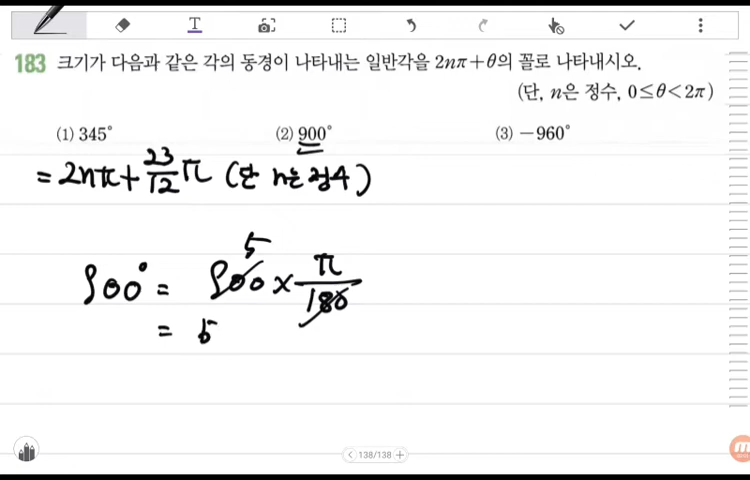 T
183 크기가 다음과 같은 각의 동경이 나타내는 일반각을 2nπ+θ의 꼴로 나타내시오.
(단, n은 정수, 0≤θ<2π)
(1) 345° (2) 900° (3) −960°
= 2nπ + 23/12 π (단 n은 정수)
5
900° = 900 × π/180
= 5
138/138